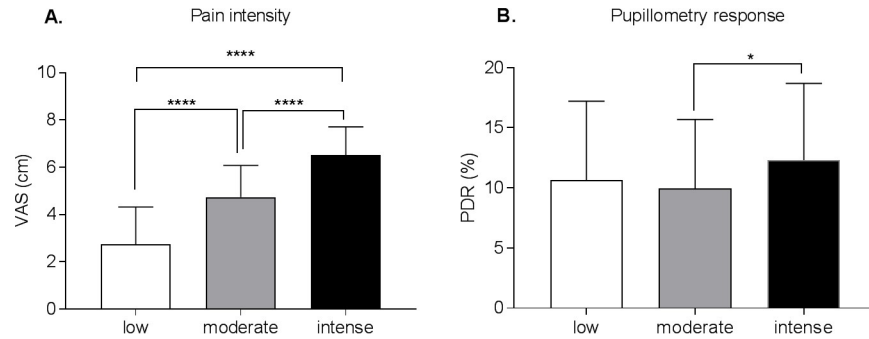 A. Pain intensity
****
**** ****
VAS (cm)
10
8
6
4
2
0
low moderate intense
B. Pupillometry response
*
PDR (%)
20
15
10
5
0
low moderate intense